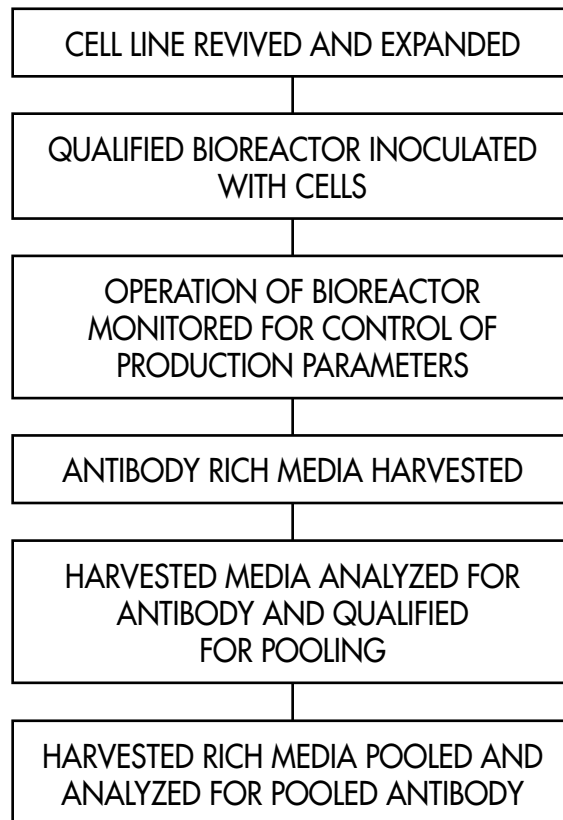 CELL LINE REVIVED AND EXPANDED
QUALIFIED BIOREACTOR INOCULATED
WITH CELLS
OPERATION OF BIOREACTOR
MONITORED FOR CONTROL OF
PRODUCTION PARAMETERS
ANTIBODY RICH MEDIA HARVESTED
HARVESTED MEDIA ANALYZED FOR
ANTIBODY AND QUALIFIED
FOR POOLING
HARVESTED RICH MEDIA POOLED AND
ANALYZED FOR POOLED ANTIBODY